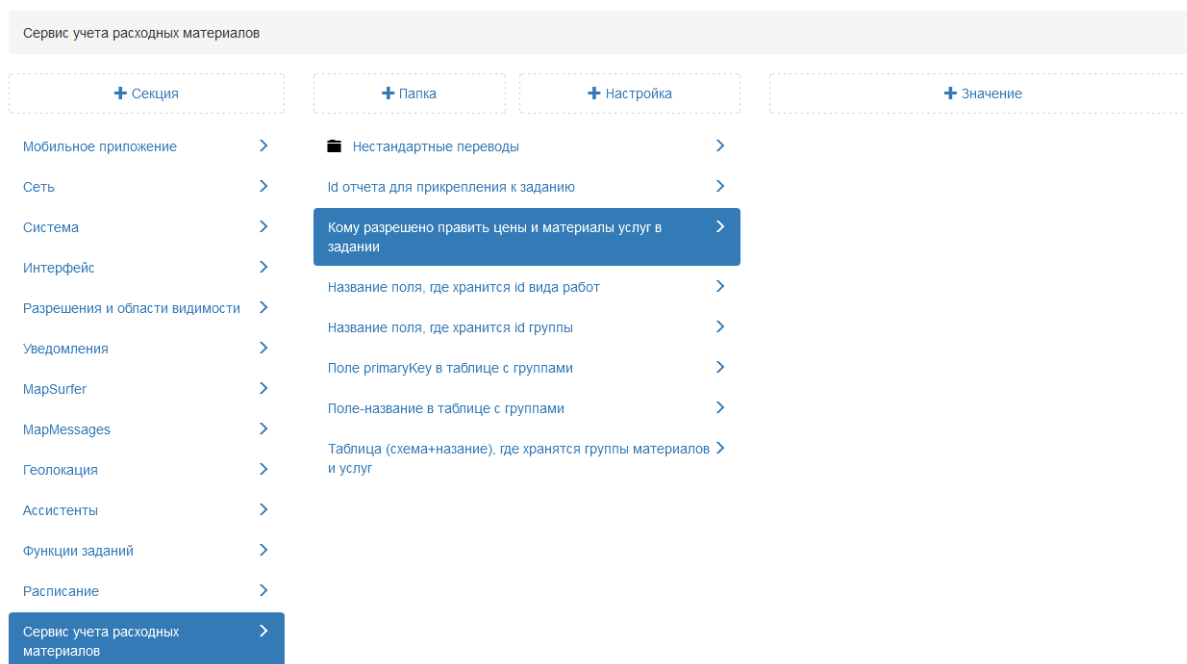 Сервис учета расходных материалов
Секция
Папка
Настройка
Значение
Мобильное приложение
Сеть
Система
Интерфейс
Разрешения и области видимости
Уведомления
MapSurfer
MapMessages
Геолокация
Ассистенты
Функции заданий
Расписание
Сервис учета расходных
материалов
Нестандартные переводы
Id отчета для прикрепления к заданию
Кому разрешено править цены и материалы услуг в
задании
Название поля, где хранится id вида работ
Название поля, где хранится id группы
Поле primaryKey в таблице с группами
Поле-название в таблице с группами
Таблица (схема+назание), где хранятся группы материалов
и услуг